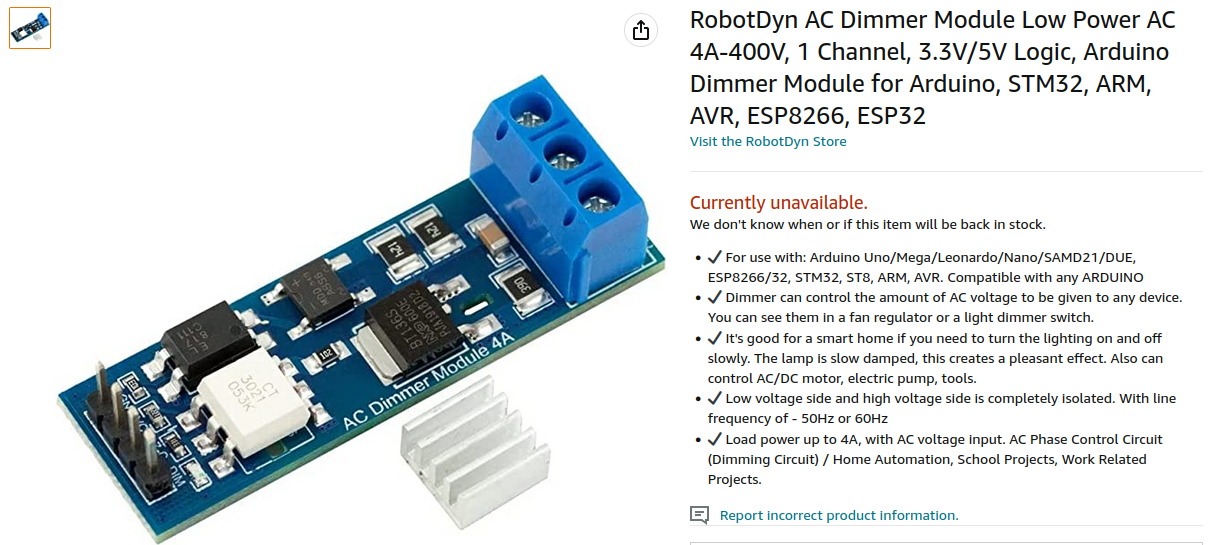 RobotDyn AC Dimmer Module Low Power AC
4A-400V, 1 Channel, 3.3V/5V Logic, Arduino
Dimmer Module for Arduino, STM32, ARM,
AVR, ESP8266, ESP32
Visit the RobotDyn Store
Currently unavailable.
We don't know when or if this item will be back in stock.
• ✓ For use with: Arduino Uno/Mega/Leonardo/Nano/SAMD21/DUE,
ESP8266/32, STM32, ST8, ARM, AVR. Compatible with any ARDUINO
• ✓ Dimmer can control the amount of AC voltage to be given to any device.
You can see them in a fan regulator or a light dimmer switch.
• ✓ It's good for a smart home if you need to turn the lighting on and off
slowly. The lamp is slow damped, this creates a pleasant effect. Also can
control AC/DC motor, electric pump, tools.
• ✓ Low voltage side and high voltage side is completely isolated. With line
frequency of - 50Hz or 60Hz
• ✓ Load power up to 4A, with AC voltage input. AC Phase Control Circuit
(Dimming Circuit) / Home Automation, School Projects, Work Related
Projects.
Report incorrect product information.
124
124
390
102
BT136S
CT
3021
053K
AC Dimmer Module 4A
DIM